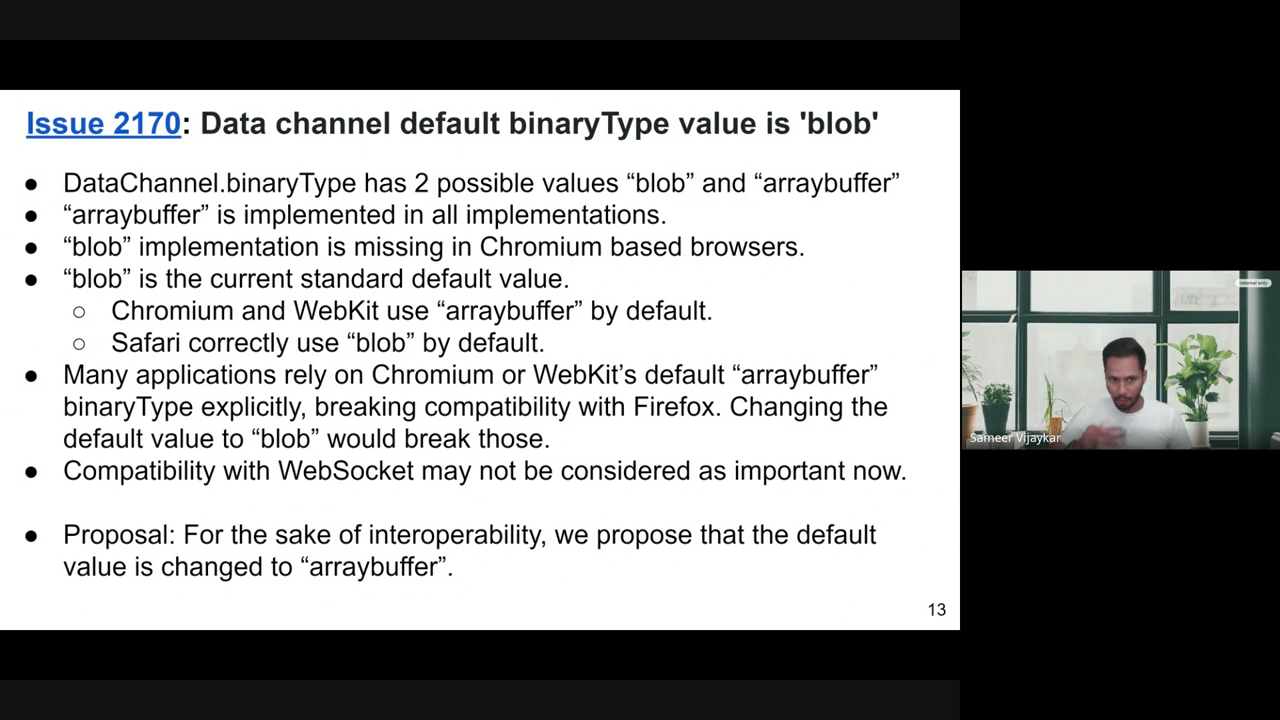 Issue 2170: Data channel default binaryType value is 'blob'
● DataChannel.binaryType has 2 possible values “blob” and “arraybuffer”
● “arraybuffer” is implemented in all implementations.
● “blob” implementation is missing in Chromium based browsers.
● “blob” is the current standard default value.
○ Chromium and WebKit use “arraybuffer” by default.
○ Safari correctly use “blob” by default.
● Many applications rely on Chromium or WebKit’s default “arraybuffer”
binaryType explicitly, breaking compatibility with Firefox. Changing the
default value to “blob” would break those.
● Compatibility with WebSocket may not be considered as important now.
● Proposal: For the sake of interoperability, we propose that the default
value is changed to “arraybuffer”.
13
Internal only
Sameer Vijaykar